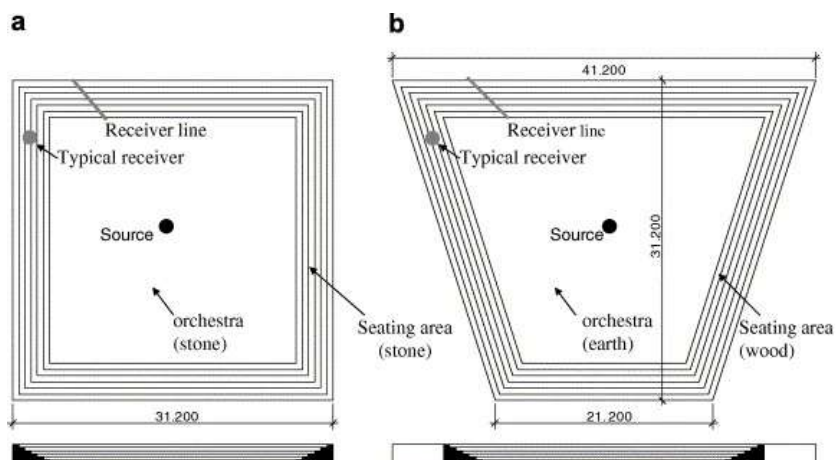 a
b
41.200
Receiver line
Receiver line
Typical receiver
Typical receiver
Source
Source
31.200
orchestra
(stone)
Seating area
(stone)
orchestra
(earth)
Seating area
(wood)
31.200
21.200